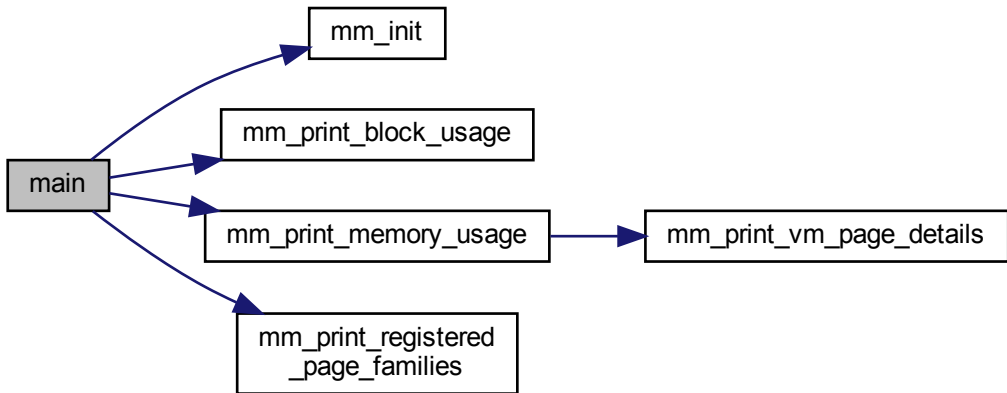 mm_init
mm_print_block_usage
main
mm_print_memory_usage
mm_print_vm_page_details
mm_print_registered
_page_families